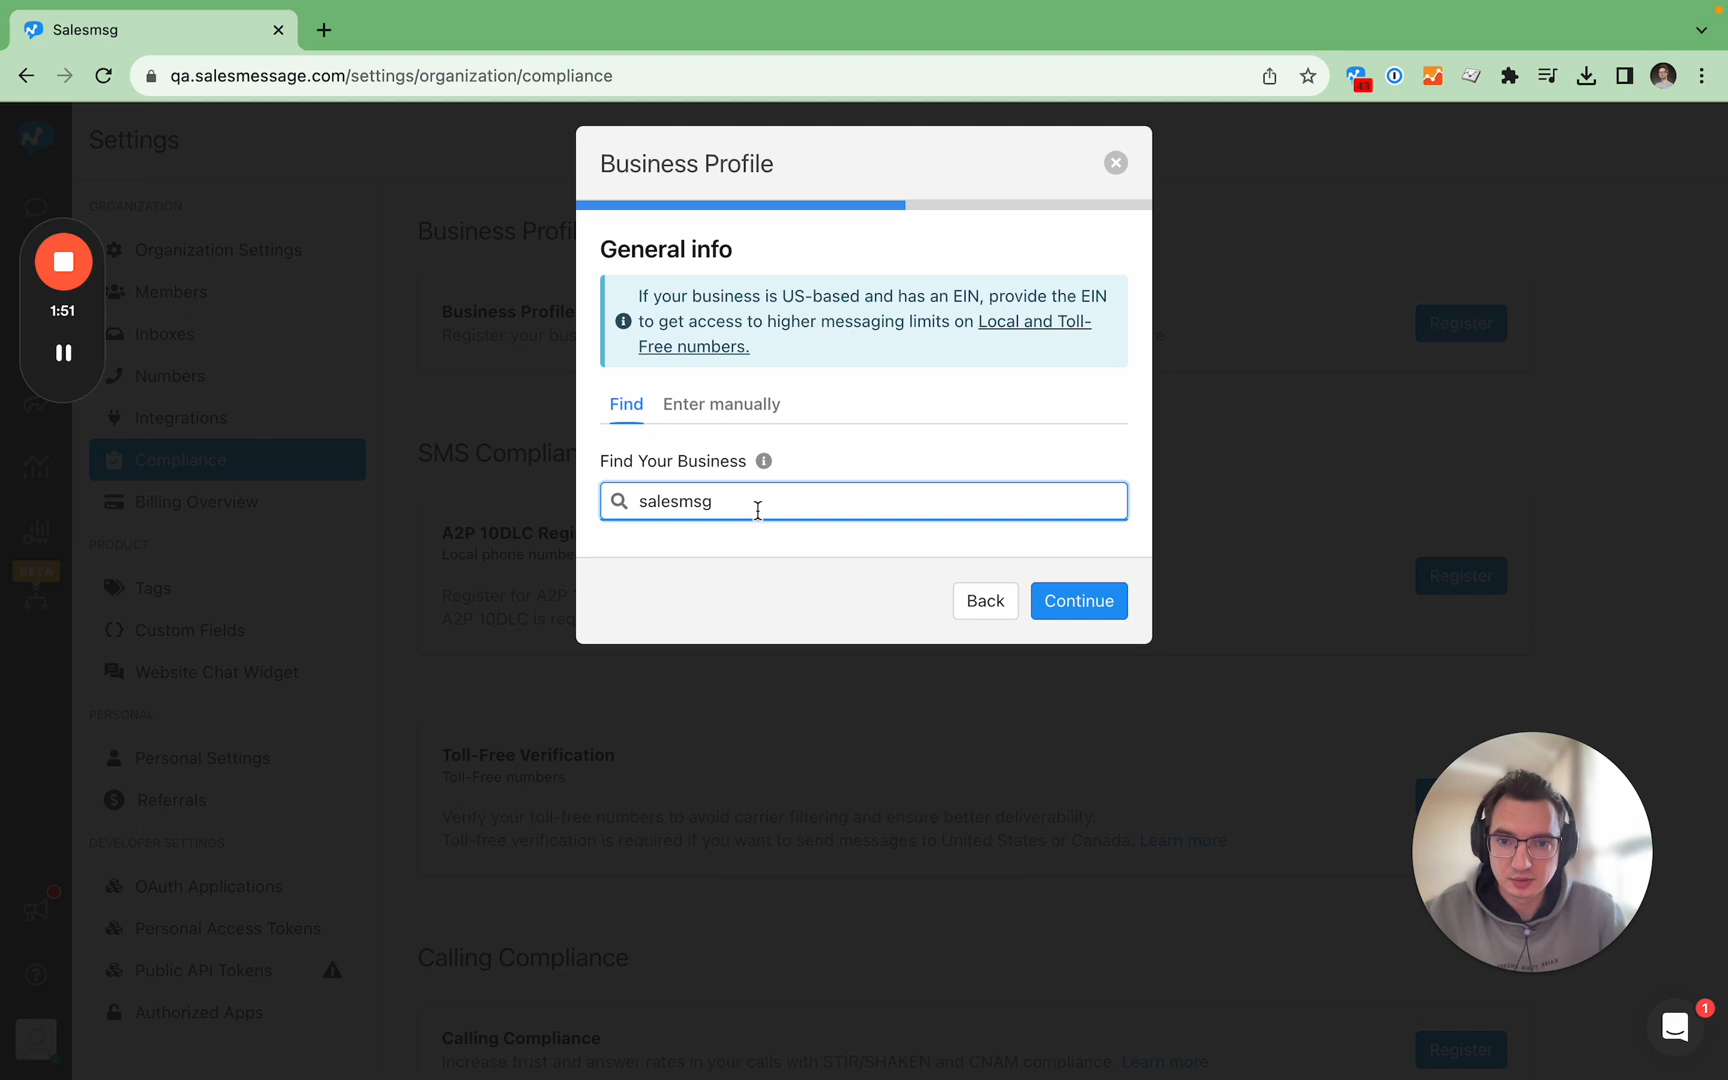 Salesmsg
qa.salesmessage.com/settings/organization/compliance
43
Settings
ORGANIZATION
Organization Settings
Members
Inboxes
Numbers
Integrations
Compliance
Billing Overview
PRODUCT
Tags
Custom Fields
Website Chat Widget
PERSONAL
Personal Settings
Referrals
DEVELOPER SETTINGS
OAuth Applications
Personal Access Tokens
Public API Tokens
Authorized Apps
BETA
1:51
Business Profi
Business Profile
Register your bus
re
Register
SMS Complian
A2P 10DLC Regi
Local phone numbe
Register for A2P
A2P 10DLC is req
Register
Toll-Free Verification
Toll-Free numbers
Verify your toll-free numbers to avoid carrier filtering and ensure better deliverability.
Toll-free verification is required if you want to send messages to United States or Canada. Learn more
Calling Compliance
Calling Compliance
Increase trust and answer rates in your calls with STIR/SHAKEN and CNAM compliance. Learn more
Register
Business Profile
General info
If your business is US-based and has an EIN, provide the EIN
to get access to higher messaging limits on Local and Toll-
Free numbers.
Find Enter manually
Find Your Business
salesmsg
Back Continue
1